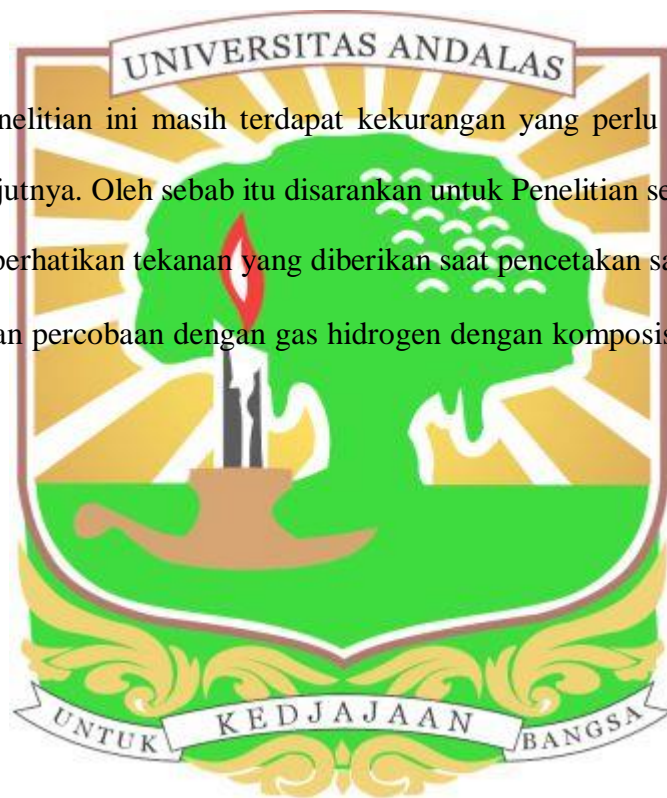 UNIVERSITAS ANDALAS
nelitian ini masih terdapat kekurangan yang perlu
jutnya. Oleh sebab itu disarankan untuk Penelitian se
perhatikan tekanan yang diberikan saat pencetakan sa
an percobaan dengan gas hidrogen dengan komposis
UNTUK KEDJAJAAN BANGSA